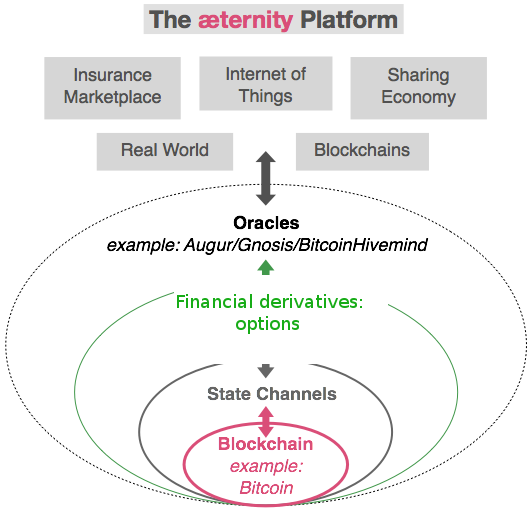 The æternity Platform
Insurance
Marketplace
Internet of
Things
Sharing
Economy
Real World
Blockchains
Oracles
example: Augur/Gnosis/BitcoinHivemind
Financial derivatives:
options
State Channels
Blockchain
example:
Bitcoin